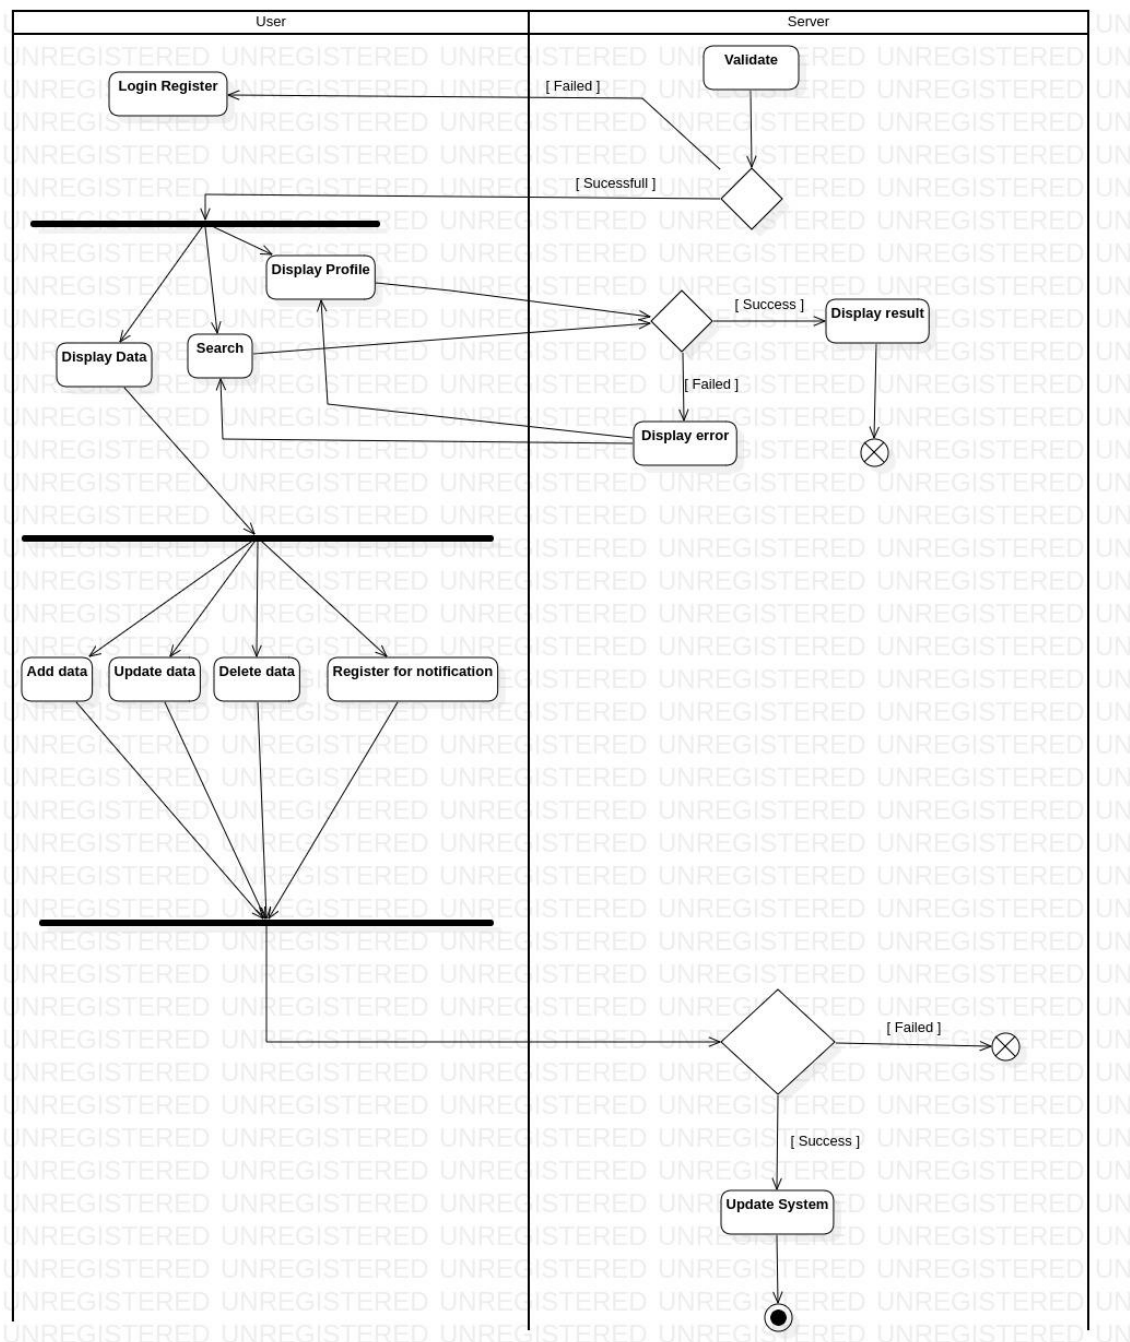 User
Server
Validate
Login Register
[ Failed ]
[ Sucessfull ]
Display Profile
[ Success ]
Display result
Search
Display Data
[ Failed ]
Display error
Add data
Update data
Delete data
Register for notification
[ Failed ]
[ Success ]
Update System
UNREGISTERED